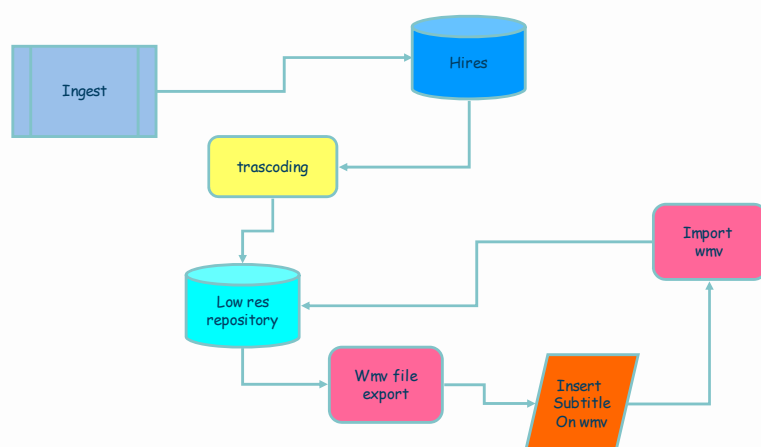 Ingest
Hires
trascoding
Import
wmv
Low res
repository
Wmv file
export
Insert
Subtitle
On wmv